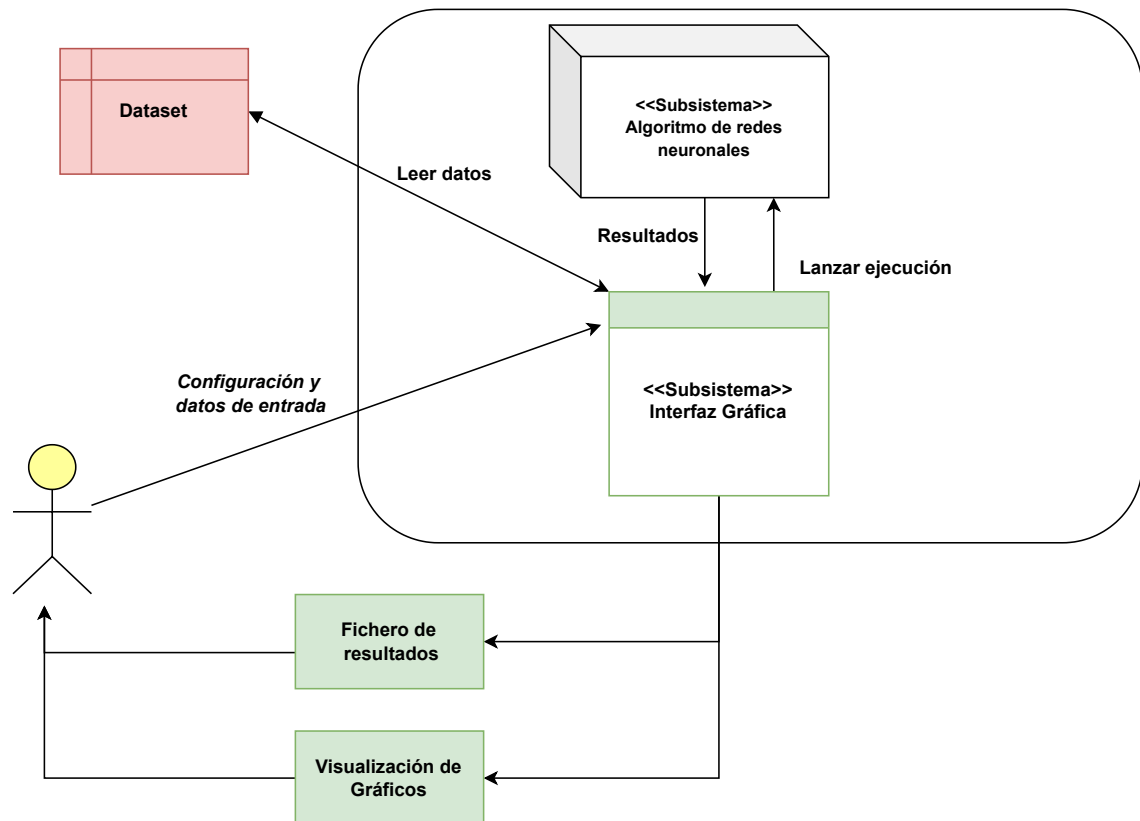 <<Subsistema>>
Algoritmo de redes
neuronales
Dataset
Leer datos
Resultados
Lanzar ejecución
Configuración y
datos de entrada
<<Subsistema>>
Interfaz Gráfica
Fichero de
resultados
Visualización de
Gráficos